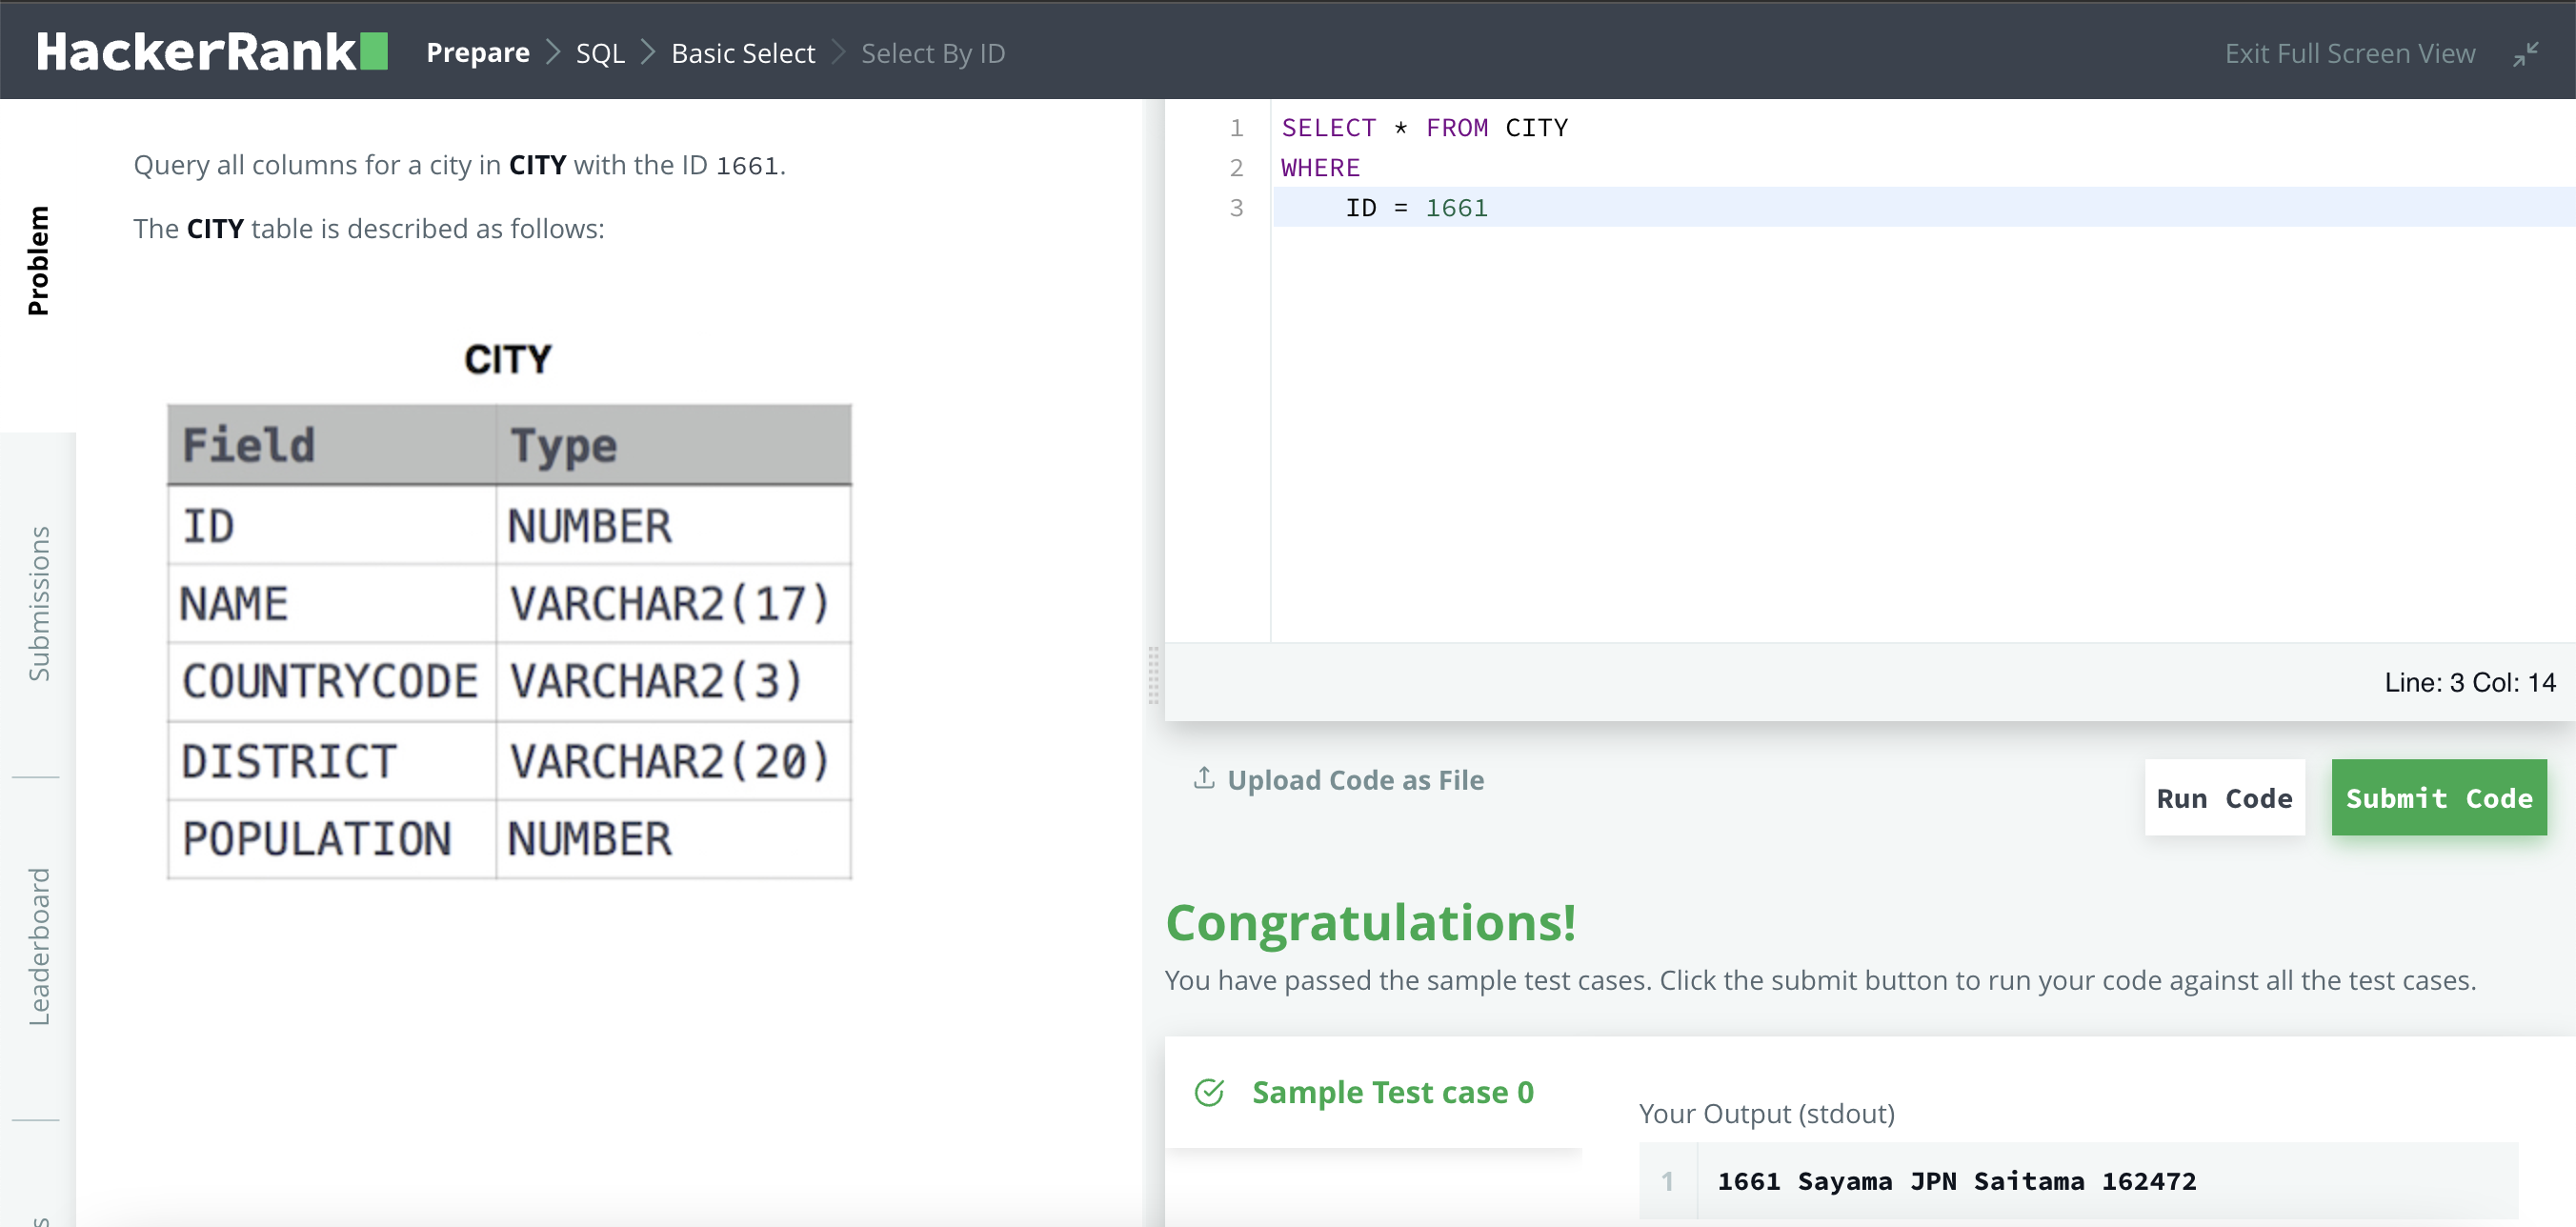 HackerRank
Prepare > SQL > Basic Select > Select By ID
Exit Full Screen View
Problem
Submissions
Leaderboard
Query all columns for a city in CITY with the ID 1661.
The CITY table is described as follows:
CITY
Field Type
ID NUMBER
NAME VARCHAR2(17)
COUNTRYCODE VARCHAR2(3)
DISTRICT VARCHAR2(20)
POPULATION NUMBER
1 SELECT * FROM CITY
2 WHERE
3 ID = 1661
Line: 3 Col: 14
Upload Code as File
Run Code
Submit Code
Congratulations!
You have passed the sample test cases. Click the submit button to run your code against all the test cases.
Sample Test case 0
Your Output (stdout)
1 1661 Sayama JPN Saitama 162472